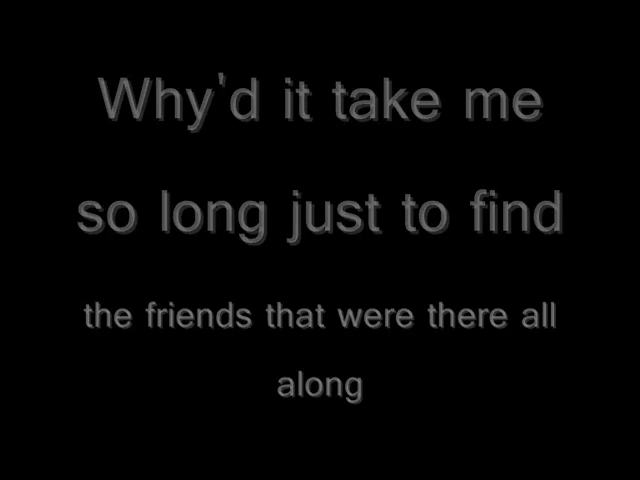 Why'd it take me
so long just to find
the friends that were there all
along